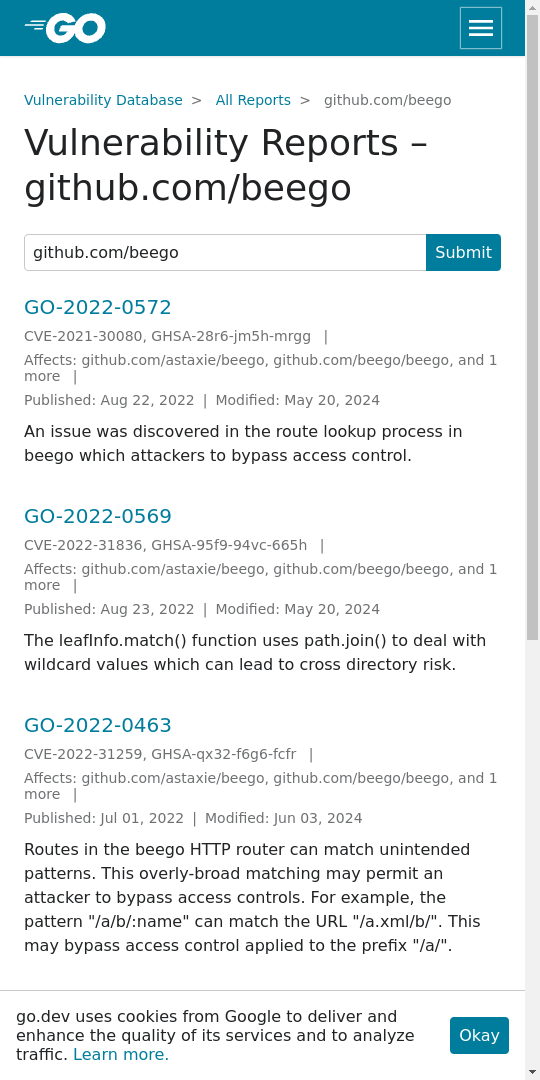 GO
Vulnerability Database > All Reports > github.com/beego
Vulnerability Reports –
github.com/beego
github.com/beego Submit
GO-2022-0572
CVE-2021-30080, GHSA-28r6-jm5h-mrgg |
Affects: github.com/astaxie/beego, github.com/beego/beego, and 1
more |
Published: Aug 22, 2022 | Modified: May 20, 2024
An issue was discovered in the route lookup process in
beego which attackers to bypass access control.
GO-2022-0569
CVE-2022-31836, GHSA-95f9-94vc-665h |
Affects: github.com/astaxie/beego, github.com/beego/beego, and 1
more |
Published: Aug 23, 2022 | Modified: May 20, 2024
The leafInfo.match() function uses path.join() to deal with
wildcard values which can lead to cross directory risk.
GO-2022-0463
CVE-2022-31259, GHSA-qx32-f6g6-fcfr |
Affects: github.com/astaxie/beego, github.com/beego/beego, and 1
more |
Published: Jul 01, 2022 | Modified: Jun 03, 2024
Routes in the beego HTTP router can match unintended
patterns. This overly-broad matching may permit an
attacker to bypass access controls. For example, the
pattern "/a/b/:name" can match the URL "/a.xml/b/". This
may bypass access control applied to the prefix "/a/".
go.dev uses cookies from Google to deliver and
enhance the quality of its services and to analyze
traffic. Learn more.
Okay